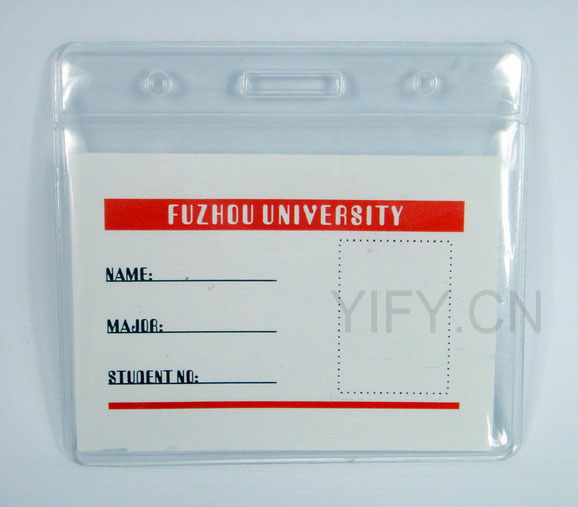 FUZHOU UNIVERSITY
NAME:
YIFY.CN
MAJOR:
STUDENT NO: